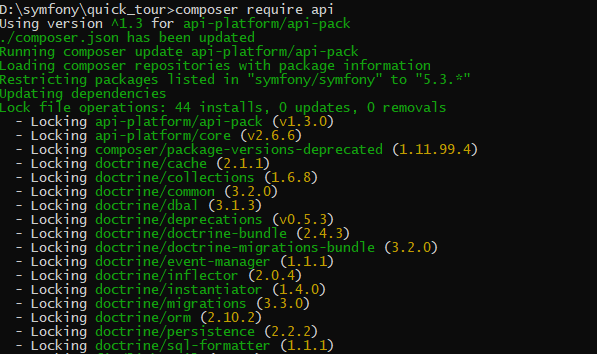 D:\symfony\quick_tour>composer require api
Using version ^1.3 for api-platform/api-pack
./composer.json has been updated
Running composer update api-platform/api-pack
Loading composer repositories with package information
Restricting packages listed in "symfony/symfony" to "5.3.*"
Updating dependencies
Lock file operations: 44 installs, 0 updates, 0 removals
- Locking api-platform/api-pack (v1.3.0)
- Locking api-platform/core (v2.6.6)
- Locking composer/package-versions-deprecated (1.11.99.4)
- Locking doctrine/cache (2.1.1)
- Locking doctrine/collections (1.6.8)
- Locking doctrine/common (3.2.0)
- Locking doctrine/dbal (3.1.3)
- Locking doctrine/deprecations (v0.5.3)
- Locking doctrine/doctrine-bundle (2.4.3)
- Locking doctrine/doctrine-migrations-bundle (3.2.0)
- Locking doctrine/event-manager (1.1.1)
- Locking doctrine/inflector (2.0.4)
- Locking doctrine/instantiator (1.4.0)
- Locking doctrine/migrations (3.3.0)
- Locking doctrine/orm (2.10.2)
- Locking doctrine/persistence (2.2.2)
- Locking doctrine/sql-formatter (1.1.1)